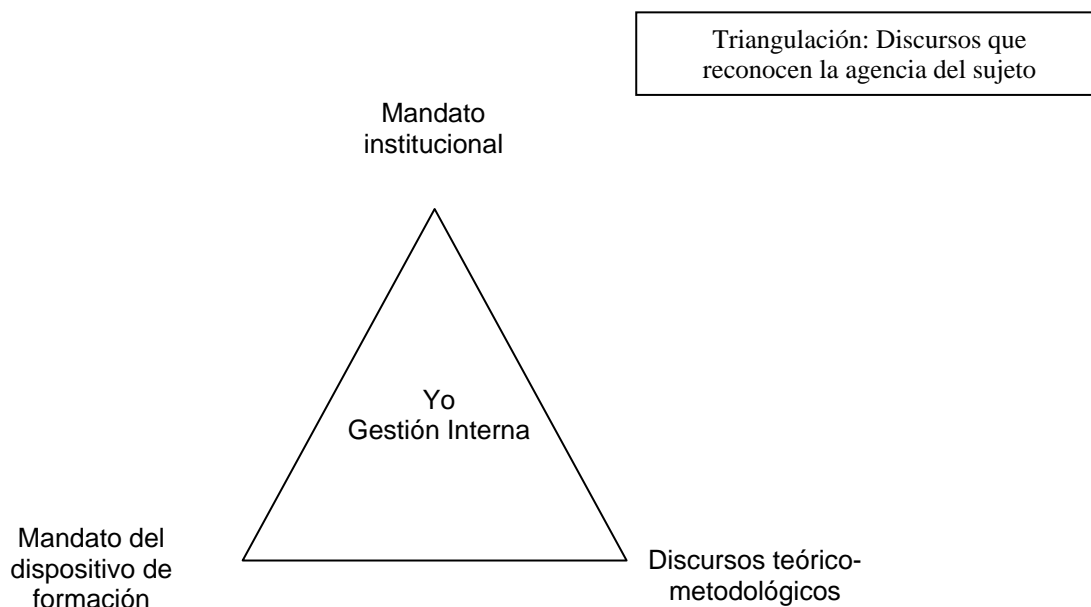 Triangulación: Discursos que
reconocen la agencia del sujeto
Mandato
institucional
Yo
Gestión Interna
Mandato del
dispositivo de
formación
Discursos teórico-
metodológicos